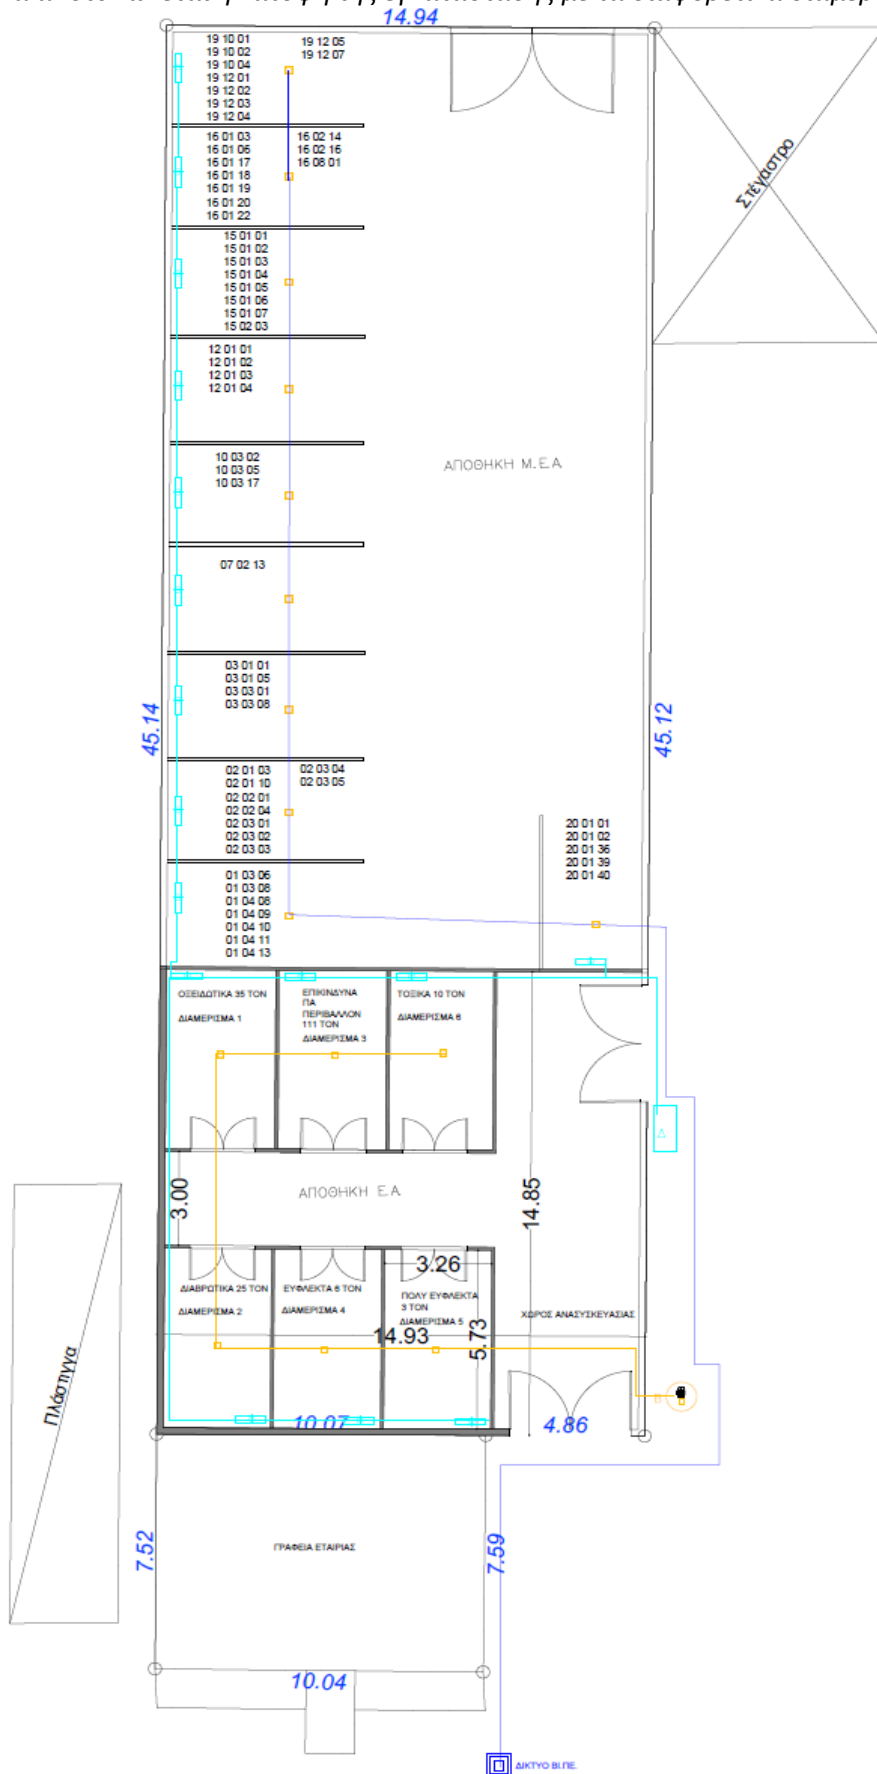 14.94
19 10 01
19 10 02
19 10 04
19 12 01
19 12 02
19 12 03
19 12 04
19 12 05
19 12 07
16 01 03
16 01 06
16 01 17
16 01 18
16 01 19
16 01 20
16 01 22
16 02 14
16 02 16
16 08 01
Στέγαστρο
15 01 01
15 01 02
15 01 03
15 01 04
15 01 05
15 01 06
15 01 07
15 02 03
12 01 01
12 01 02
12 01 03
12 01 04
10 03 02
10 03 05
10 03 17
ΑΠΟΘΗΚΗ Μ.Ε.Α
07 02 13
03 01 01
03 01 05
03 03 01
03 03 08
45.14
45.12
02 01 03
02 01 10
02 02 01
02 02 04
02 03 01
02 03 02
02 03 03
02 03 04
02 03 05
20 01 01
20 01 02
20 01 36
20 01 39
20 01 40
01 03 06
01 03 08
01 04 08
01 04 09
01 04 10
01 04 11
01 04 13
ΟΞΕΙΔΩΤΙΚΑ 35 ΤΟΝ
ΔΙΑΜΕΡΙΣΜΑ 1
ΕΠΙΚΙΝΔΥΝΑ
ΓΙΑ
ΠΕΡΙΒΑΛΛΟΝ
111 ΤΟΝ
ΔΙΑΜΕΡΙΣΜΑ 3
ΤΟΞΙΚΑ 10 ΤΟΝ
ΔΙΑΜΕΡΙΣΜΑ 6
3.00
ΑΠΟΘΗΚΗ Ε.Α
14.85
3.26
ΔΙΑΒΡΩΤΙΚΑ 25 ΤΟΝ
ΔΙΑΜΕΡΙΣΜΑ 2
ΕΥΦΛΕΚΤΑ 6 ΤΟΝ
ΔΙΑΜΕΡΙΣΜΑ 4
ΠΟΛΥ ΕΥΦΛΕΚΤΑ
3 ΤΟΝ
ΔΙΑΜΕΡΙΣΜΑ 5
ΧΩΡΟΣ ΑΝΑΣΥΣΚΕΥΑΣΙΑΣ
14.93
5.73
Πλάστιγγα
10.07
4.86
7.52
ΓΡΑΦΕΙΑ ΕΤΑΙΡΙΑΣ
7.59
10.04
ΔΙΚΤΥΟ ΒΙ.ΠΕ.